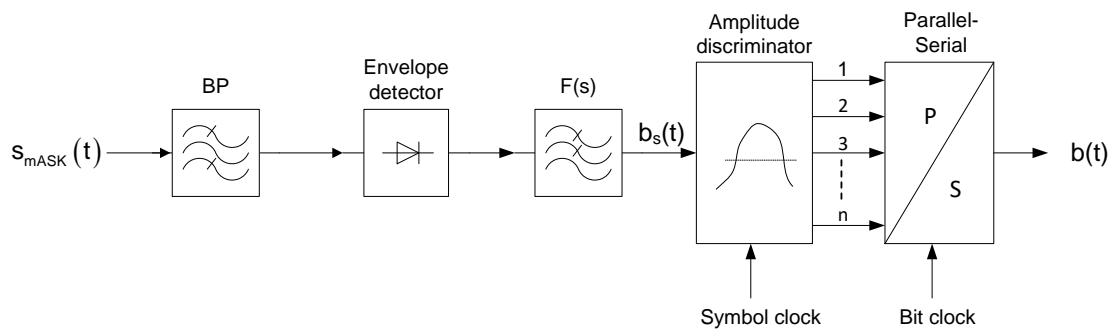 Amplitude
discriminator
Parallel-
Serial
BP
Envelope
detector
F(s)
s_mASK (t)
b_s(t)
1
2
3
n
P
S
b(t)
Symbol clock
Bit clock